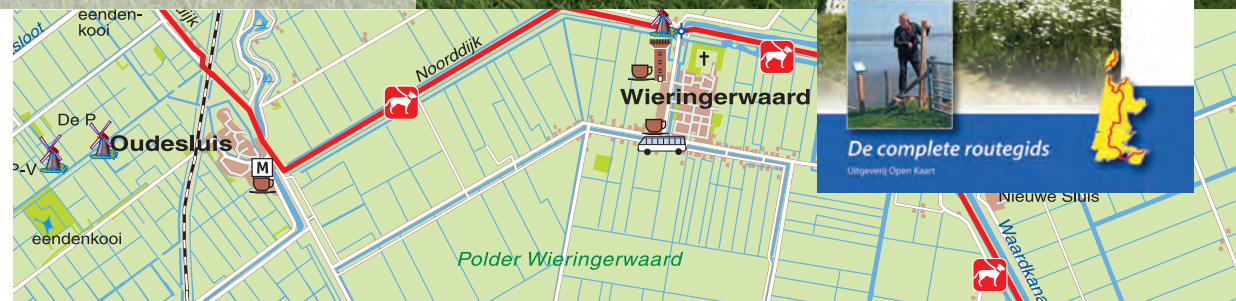 eenden-
kooi
sloot
dijk
Noorddijk
De P
Oudesluis
P-V
M
eendenkooi
Wieringerwaard
Polder Wieringerwaard
De complete routegids
Uitgeverij Open Kaart
Nieuwe Sluis
Waardkana